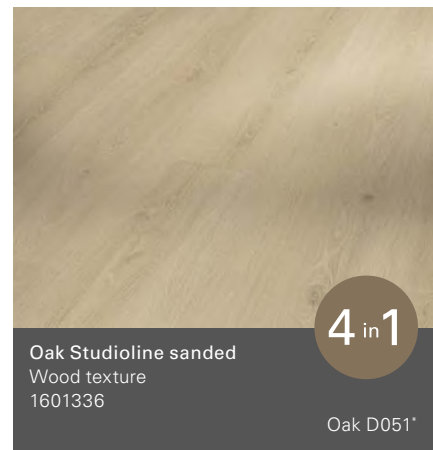 4 in 1
Oak Studioline sanded
Wood texture
1601336
Oak D051*